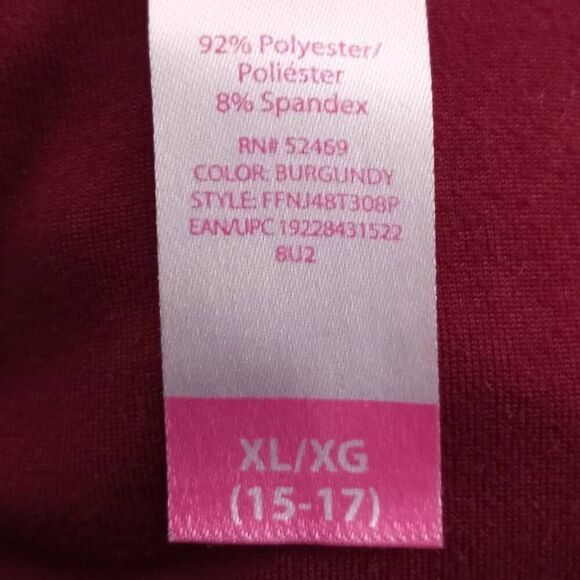 92% Polyester/
Poliéster
8% Spandex
RN# 52469
COLOR: BURGUNDY
STYLE: FFNJ48T308P
EAN/UPC 19228431522
8U2
XL/XG
(15-17)